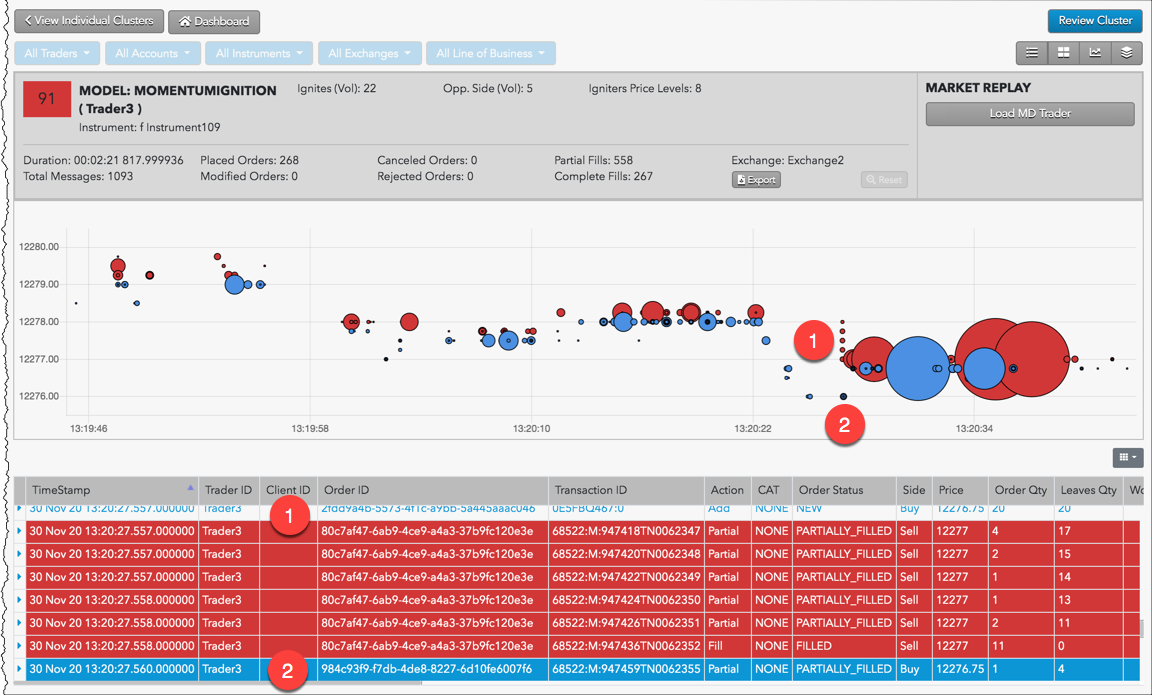 View Individual Clusters Dashboard Review Cluster
All Traders All Accounts All Instruments All Exchanges All Line of Business
91 MODEL: MOMENTUMIGNITION Ignites (Vol): 22 Opp. Side (Vol): 5 Igniters Price Levels: 8 MARKET REPLAY
( Trader3 ) Load MD Trader
Instrument: f Instrument109
Duration: 00:02:21 817.999936 Placed Orders: 268 Canceled Orders: 0 Partial Fills: 558 Exchange: Exchange2
Total Messages: 1093 Modified Orders: 0 Rejected Orders: 0 Complete Fills: 267 Export Reset
12280.00
12279.00
12278.00
1
12277.00
12276.00
2
13:19:46 13:19:58 13:20:10 13:20:22 13:20:34
TimeStamp Trader ID Client ID Order ID Transaction ID Action CAT Order Status Side Price Order Qty Leaves Qty Wo
30 Nov 20 13:20:27.557.000000 Trader3 1 2fdd9a4b-5573-4f1c-a9bb-5a445aaac046 0E5FBQ467:0 Add NONE NEW Buy 12276.75 20 20
30 Nov 20 13:20:27.557.000000 Trader3 80c7af47-6ab9-4ce9-a4a3-37b9fc120e3e 68522:M:947418TN0062347 Partial NONE PARTIALLY_FILLED Sell 12277 4 17
30 Nov 20 13:20:27.557.000000 Trader3 80c7af47-6ab9-4ce9-a4a3-37b9fc120e3e 68522:M:947420TN0062348 Partial NONE PARTIALLY_FILLED Sell 12277 2 15
30 Nov 20 13:20:27.557.000000 Trader3 80c7af47-6ab9-4ce9-a4a3-37b9fc120e3e 68522:M:947422TN0062349 Partial NONE PARTIALLY_FILLED Sell 12277 1 14
30 Nov 20 13:20:27.558.000000 Trader3 80c7af47-6ab9-4ce9-a4a3-37b9fc120e3e 68522:M:947424TN0062350 Partial NONE PARTIALLY_FILLED Sell 12277 1 13
30 Nov 20 13:20:27.558.000000 Trader3 80c7af47-6ab9-4ce9-a4a3-37b9fc120e3e 68522:M:947426TN0062351 Partial NONE PARTIALLY_FILLED Sell 12277 2 11
30 Nov 20 13:20:27.558.000000 Trader3 80c7af47-6ab9-4ce9-a4a3-37b9fc120e3e 68522:M:947436TN0062352 Fill NONE FILLED Sell 12277 11 0
30 Nov 20 13:20:27.560.000000 Trader3 2 984c93f9-f7db-4de8-8227-6d10fe6007f6 68522:M:947459TN0062355 Partial NONE PARTIALLY_FILLED Buy 12276.75 1 4